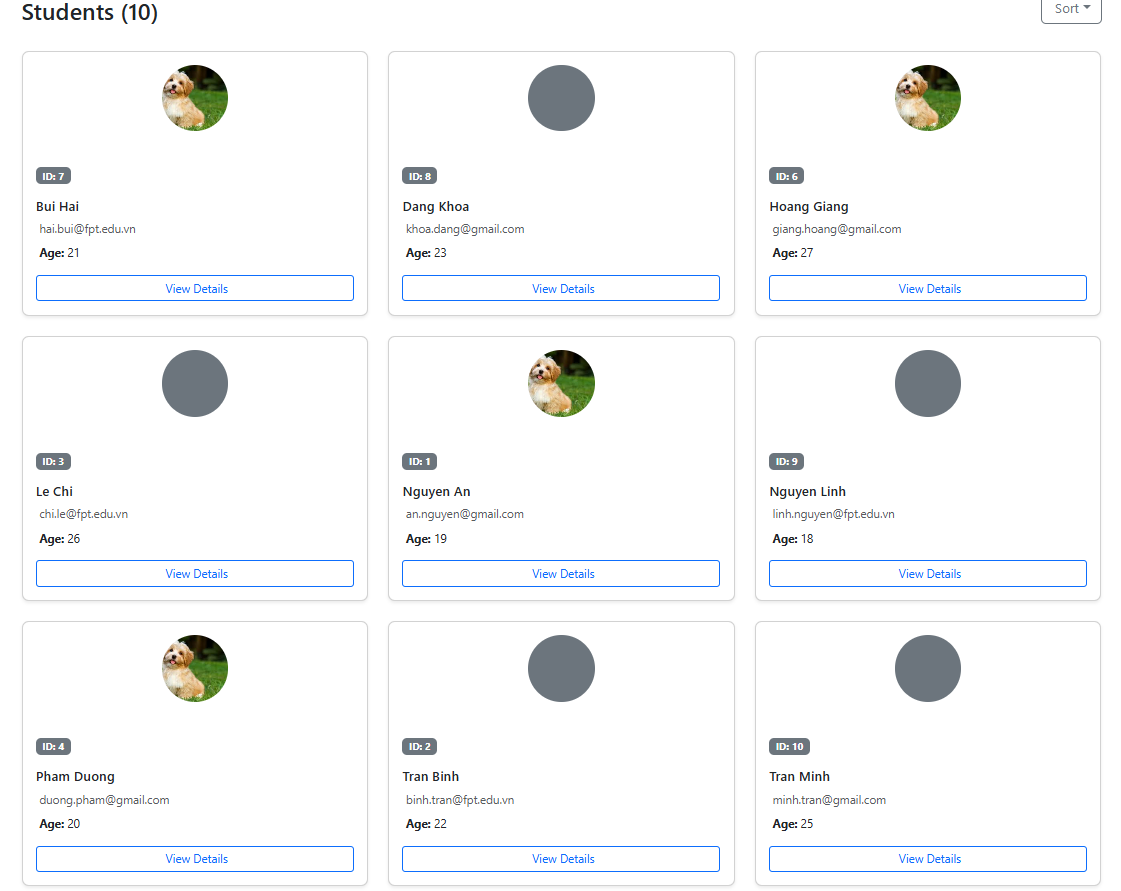 Students (10)
Sort
ID: 7
Bui Hai
hai.bui@fpt.edu.vn
Age: 21
View Details
ID: 8
Dang Khoa
khoa.dang@gmail.com
Age: 23
View Details
ID: 6
Hoang Giang
giang.hoang@gmail.com
Age: 27
View Details
ID: 3
Le Chi
chi.le@fpt.edu.vn
Age: 26
View Details
ID: 1
Nguyen An
an.nguyen@gmail.com
Age: 19
View Details
ID: 9
Nguyen Linh
linh.nguyen@fpt.edu.vn
Age: 18
View Details
ID: 4
Pham Duong
duong.pham@gmail.com
Age: 20
View Details
ID: 2
Tran Binh
binh.tran@fpt.edu.vn
Age: 22
View Details
ID: 10
Tran Minh
minh.tran@gmail.com
Age: 25
View Details